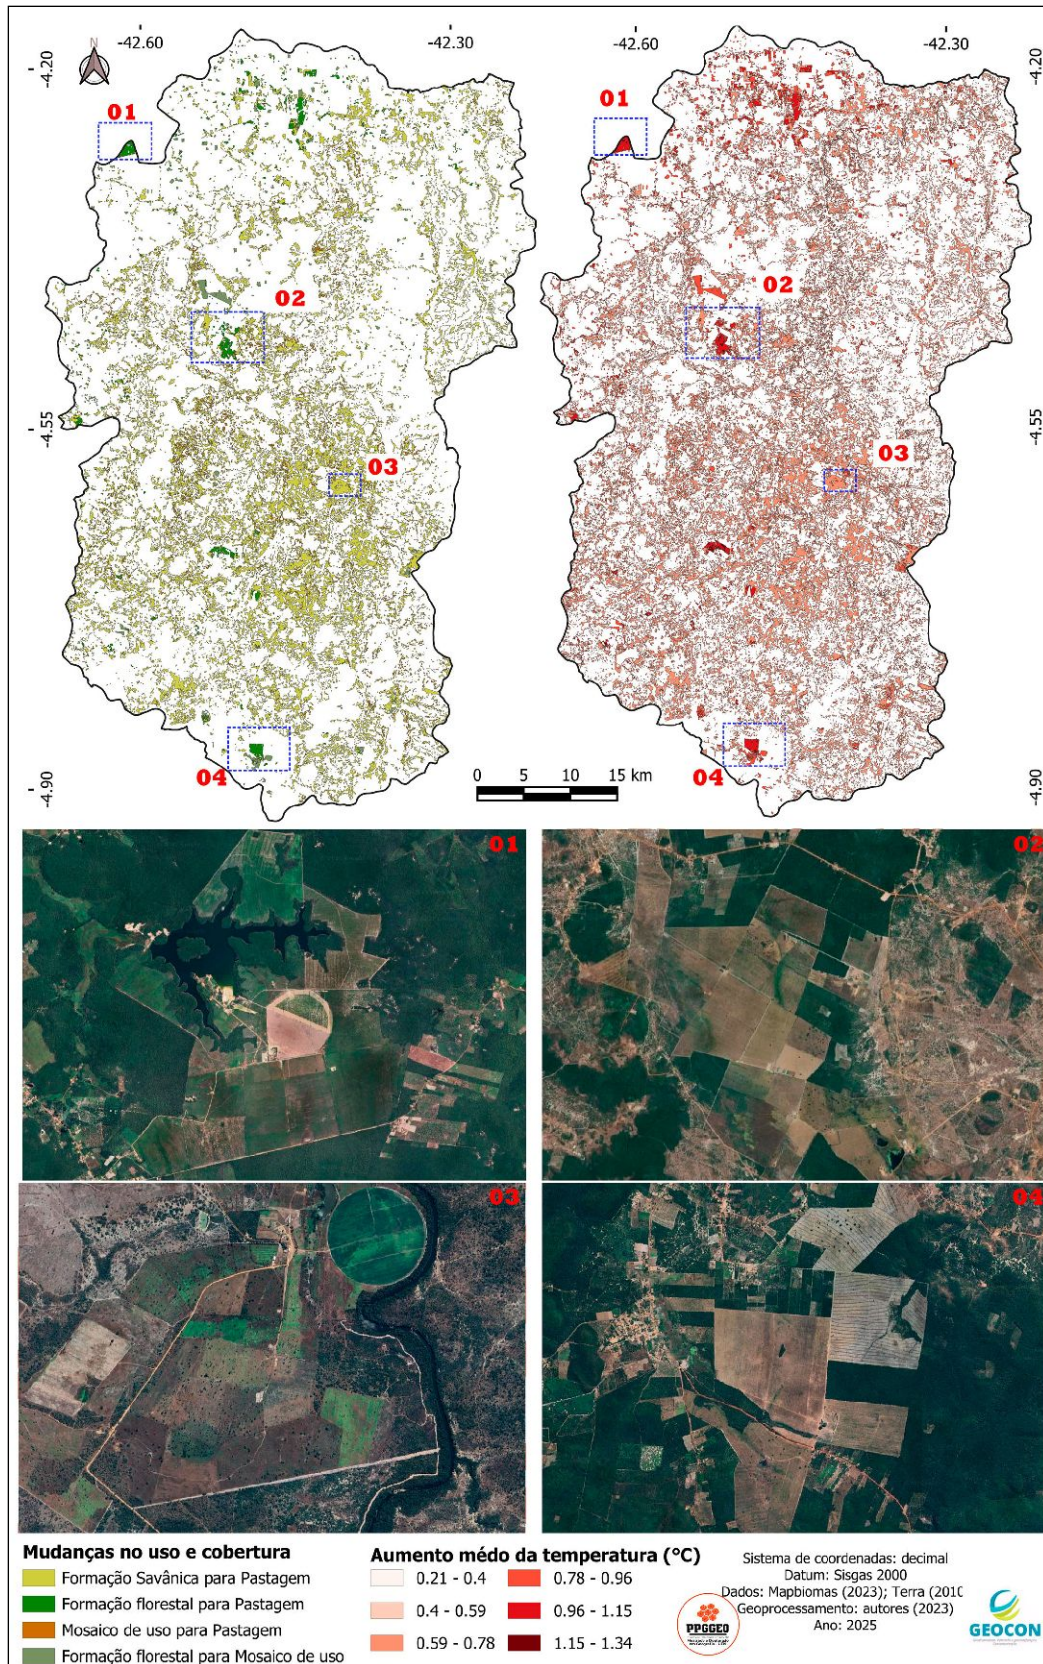 -42.60 -42.30 -42.60 -42.30
-4.20 -4.20
N
01 01
02 02
-4.55 -4.55
03 03
04 04
-4.90 -4.90
0 5 10 15 km
01 02
03 04
Mudanças no uso e cobertura
Formação Savânica para Pastagem
Formação florestal para Pastagem
Mosaico de uso para Pastagem
Formação florestal para Mosaico de uso
Aumento médo da temperatura (°C)
0.21 - 0.4 0.78 - 0.96
0.4 - 0.59 0.96 - 1.15
0.59 - 0.78 1.15 - 1.34
Sistema de coordenadas: decimal
Datum: Sisgas 2000
Dados: Mapbiomas (2023); Terra (2010
Geoprocessamento: autores (2023)
Ano: 2025
PPGGEO
GEOCON